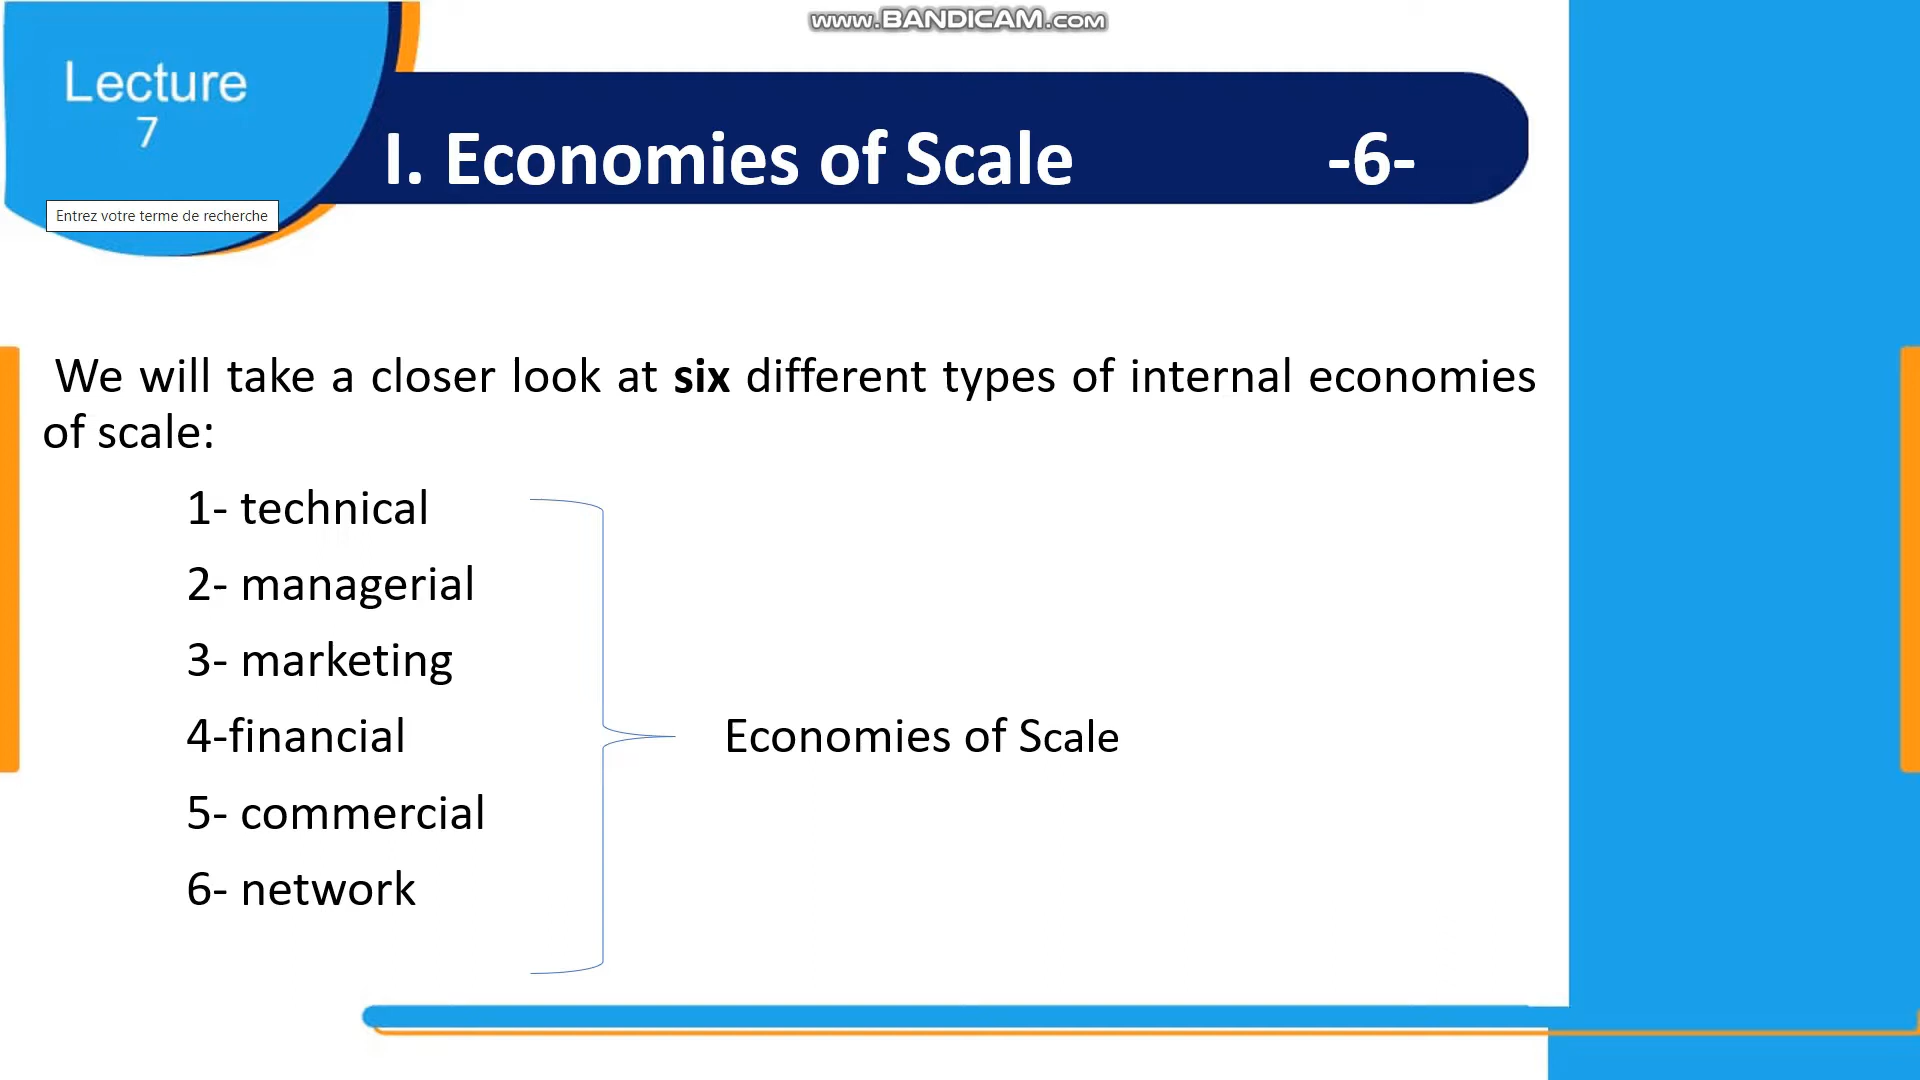 www.BANDICAM.com
Lecture
7
I. Economies of Scale -6-
Entrez votre terme de recherche
We will take a closer look at six different types of internal economies
of scale:
1- technical
2- managerial
3- marketing
4-financial
Economies of Scale
5- commercial
6- network